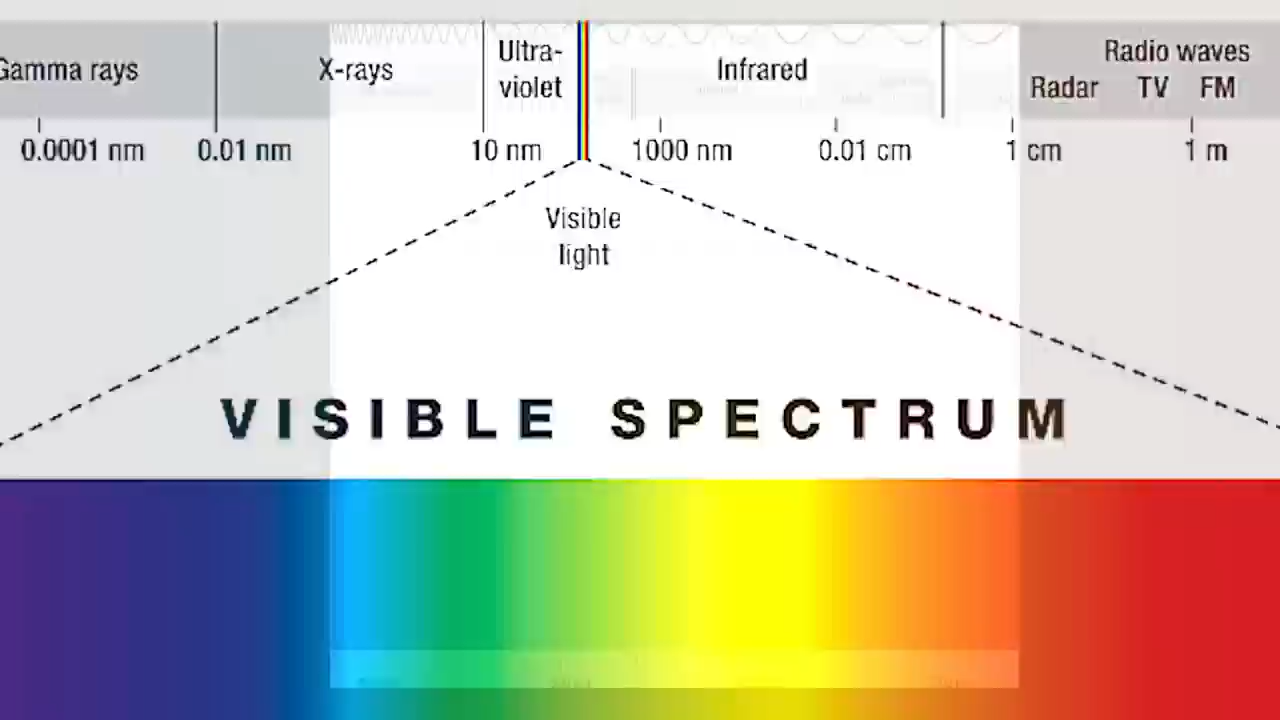 Gamma rays
X-rays
Ultra-
violet
Infrared
Radio waves
Radar TV FM
0.0001 nm 0.01 nm 10 nm 1000 nm 0.01 cm 1 cm 1 m
Visible
light
VISIBLE SPECTRUM